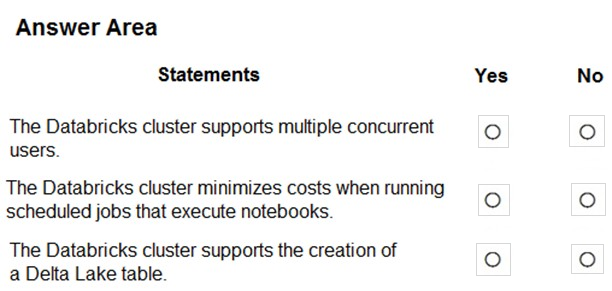 Answer Area
Statements Yes No
The Databricks cluster supports multiple concurrent
users.
The Databricks cluster minimizes costs when running
scheduled jobs that execute notebooks.
The Databricks cluster supports the creation of
a Delta Lake table.